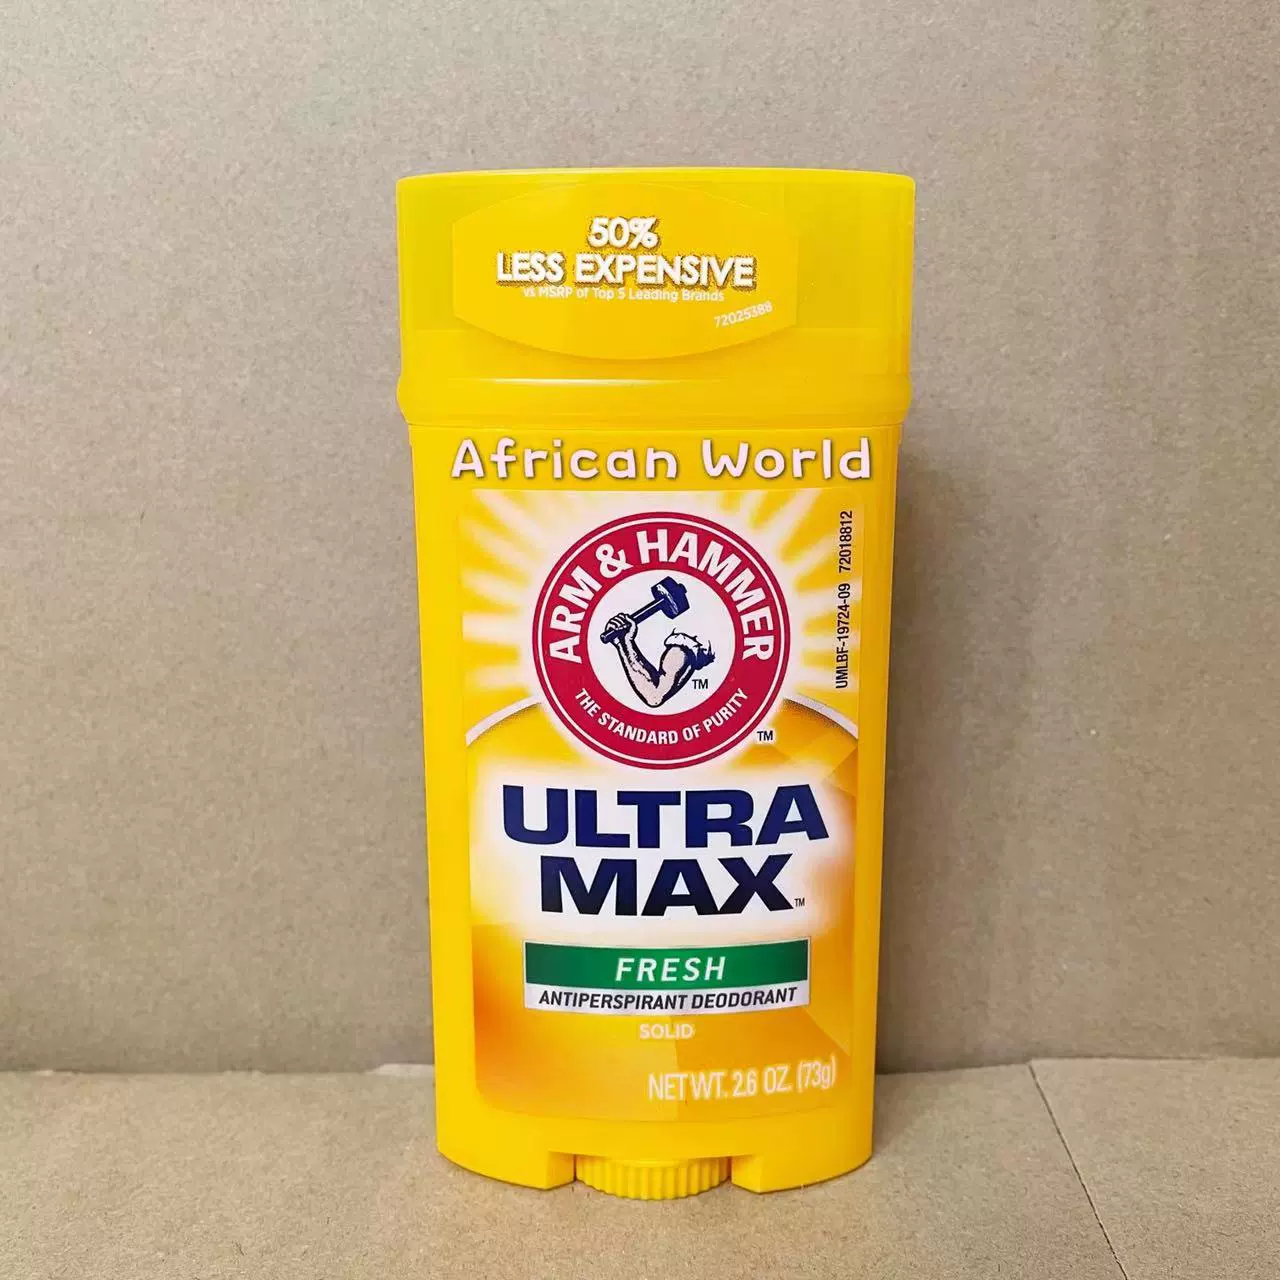 50%
LESS EXPENSIVE
vs MSRP of Top 5 Leading Brands
72025388
African World
ARM & HAMMER
THE STANDARD OF PURITY
TM
TM
UMLBF-19724-09 72018812
ULTRA
MAX™
FRESH
ANTIPERSPIRANT DEODORANT
SOLID
NET WT. 2.6 OZ. (73g)